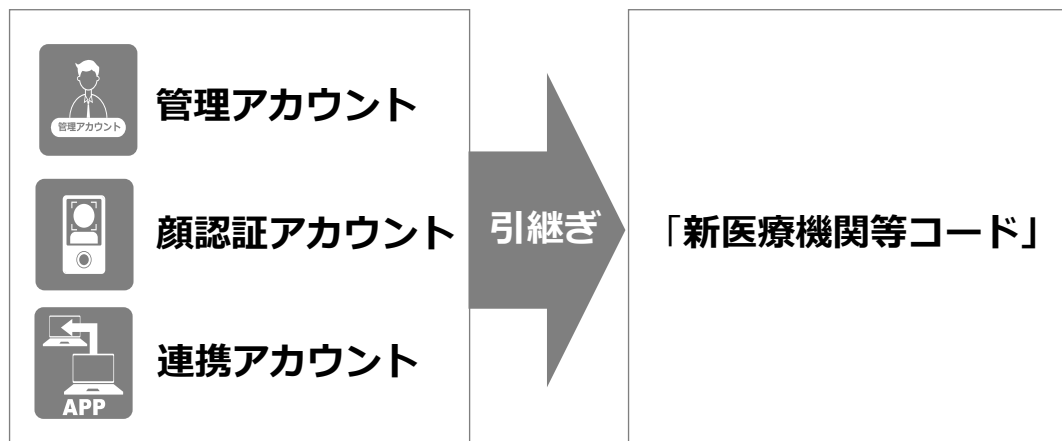 管理アカウント
管理アカウント
顔認証アカウント
APP
連携アカウント
引継ぎ
「新医療機関等コード」